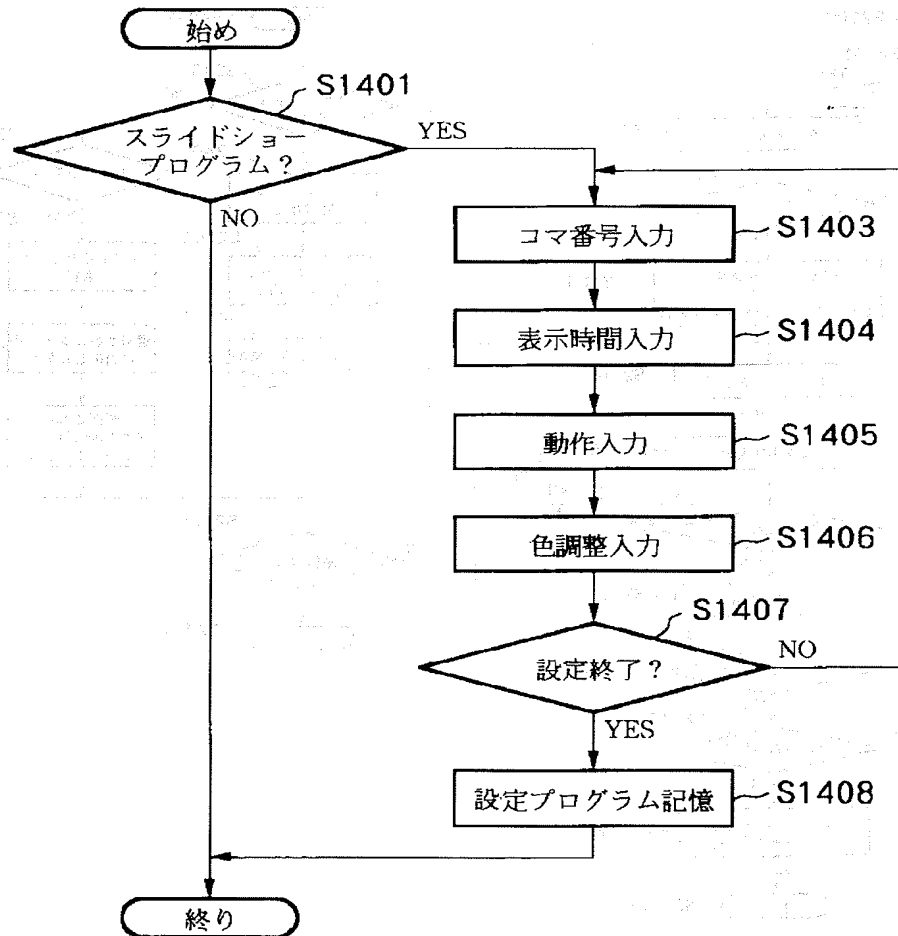 始め
S1401
スライドショー
プログラム？
YES
NO
コマ番号入力
S1403
表示時間入力
S1404
動作入力
S1405
色調整入力
S1406
S1407
設定終了？
NO
YES
設定プログラム記憶
S1408
終り